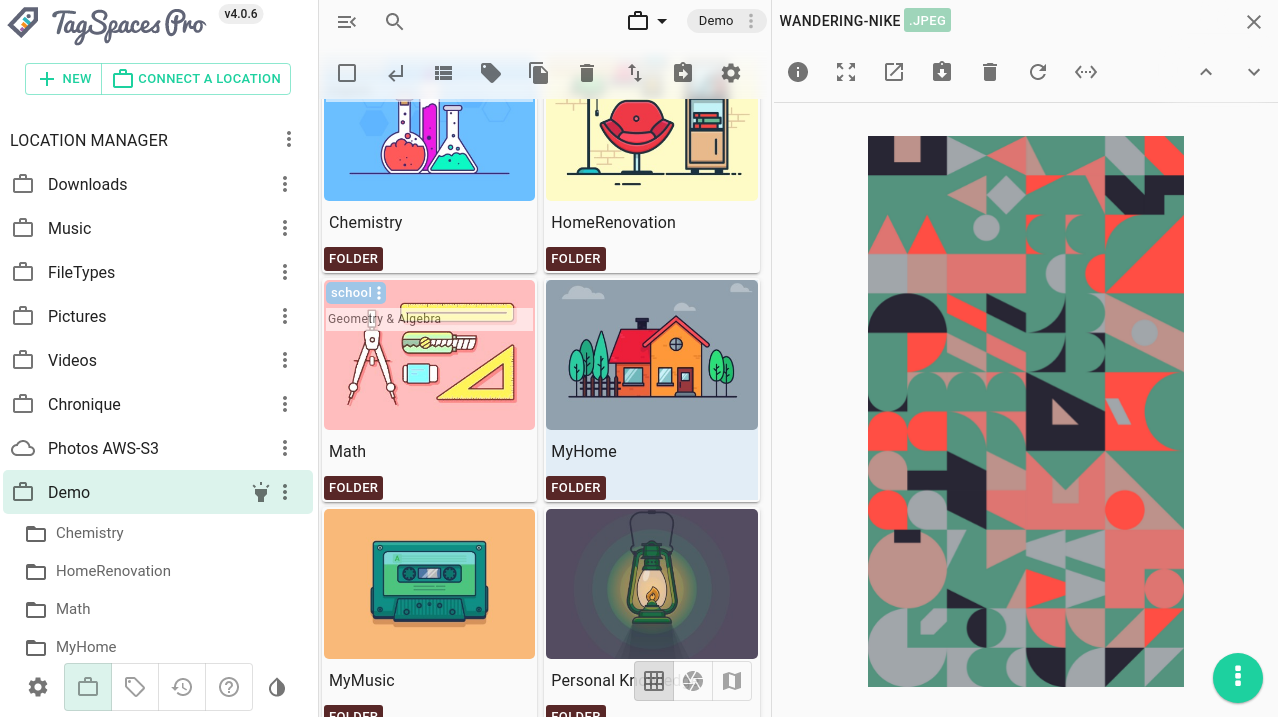 TagSpaces Pro
v4.0.6
NEW
CONNECT A LOCATION
LOCATION MANAGER
Downloads
Music
FileTypes
Pictures
Videos
Chronique
Photos AWS-S3
Demo
Chemistry
HomeRenovation
Math
MyHome
Demo
Chemistry
FOLDER
HomeRenovation
FOLDER
school
Geometry & Algebra
Math
FOLDER
MyHome
FOLDER
A
MyMusic
FOLDER
Personal
FOLDER
WANDERING-NIKE .JPEG